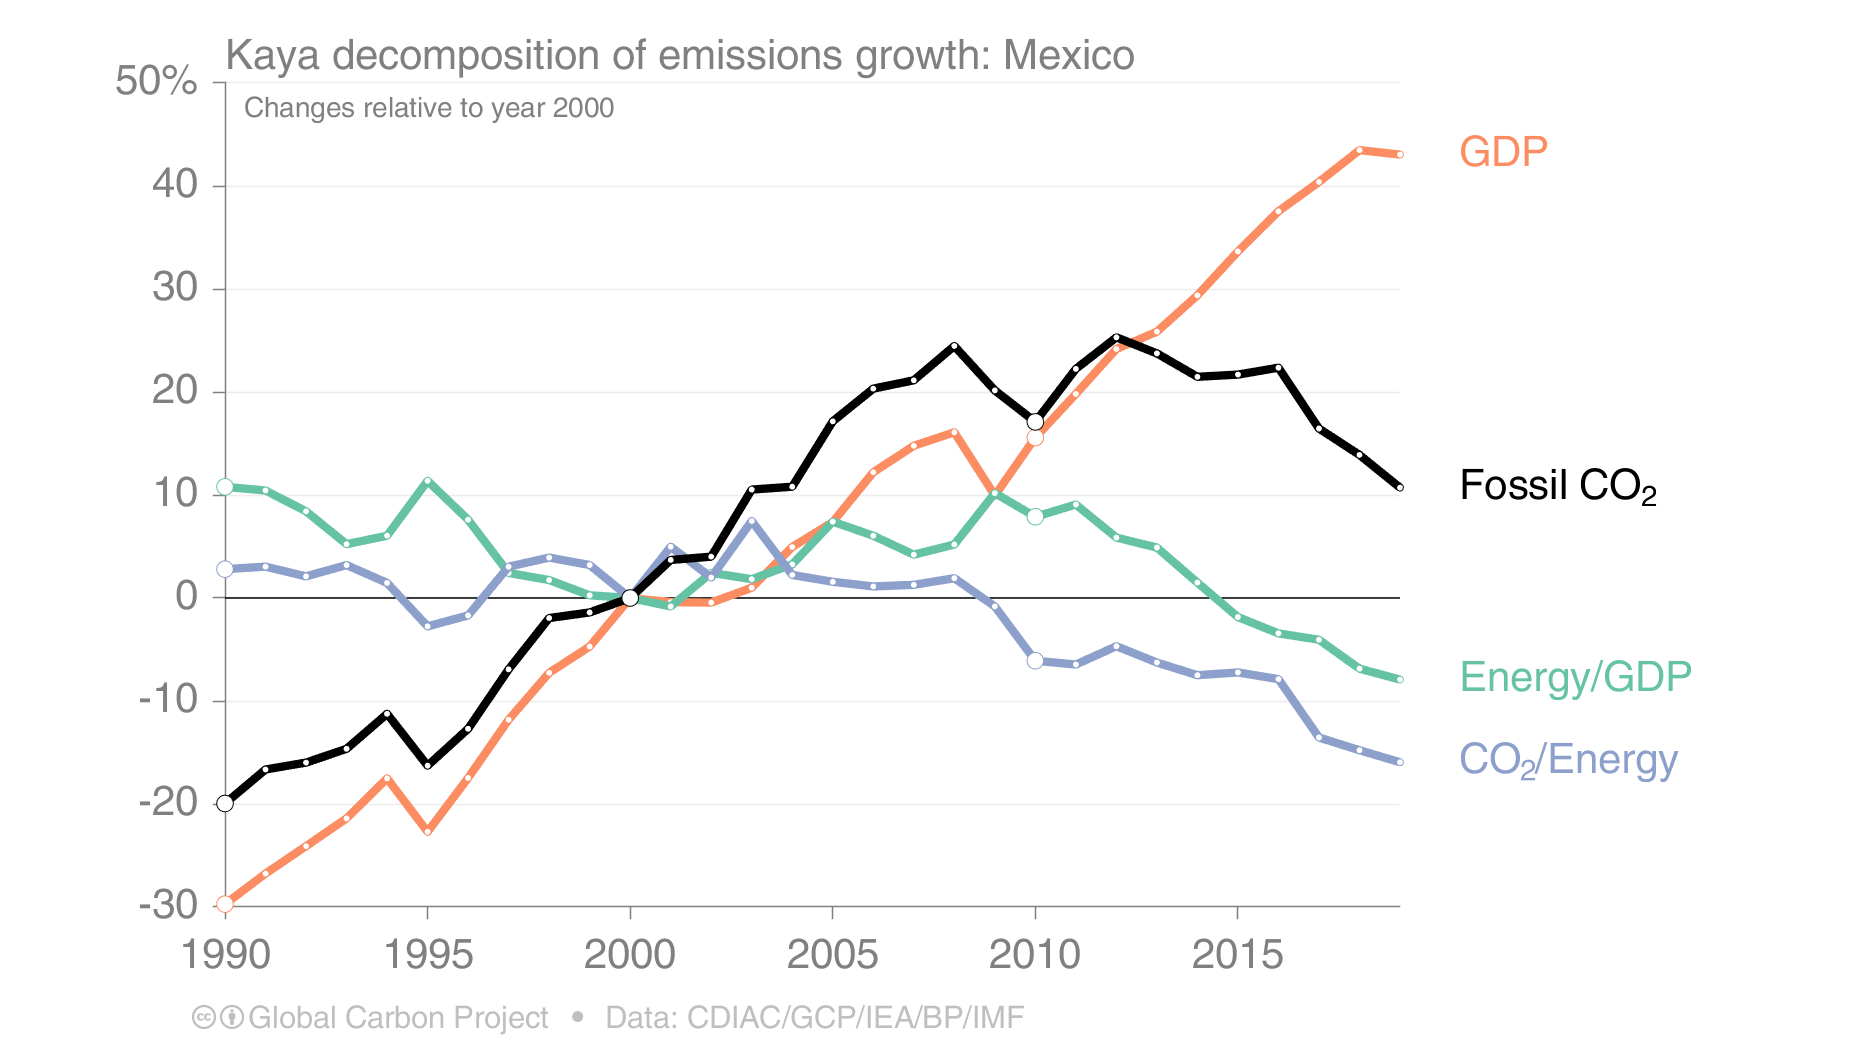 Kaya decomposition of emissions growth: Mexico
50%
Changes relative to year 2000
GDP
40
30
20
10
Fossil CO₂
0
Energy/GDP
-10
CO₂/Energy
-20
-30
1990 1995 2000 2005 2010 2015
cc Global Carbon Project • Data: CDIAC/GCP/IEA/BP/IMF